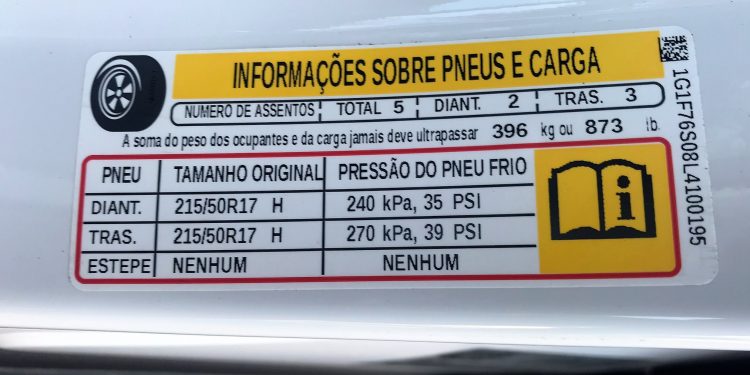 INFORMAÇÕES SOBRE PNEUS E CARGA
NUMERO DE ASSENTOS TOTAL 5 DIANT. 2 TRAS. 3
A soma do peso dos ocupantes e da carga jamais deve ultrapassar 396 kg ou 873 lb.
PNEU TAMANHO ORIGINAL PRESSÃO DO PNEU FRIO
DIANT. 215/50R17 H 240 kPa, 35 PSI
TRAS. 215/50R17 H 270 kPa, 39 PSI
ESTEPE NENHUM NENHUM
1G1F76S08L4100195